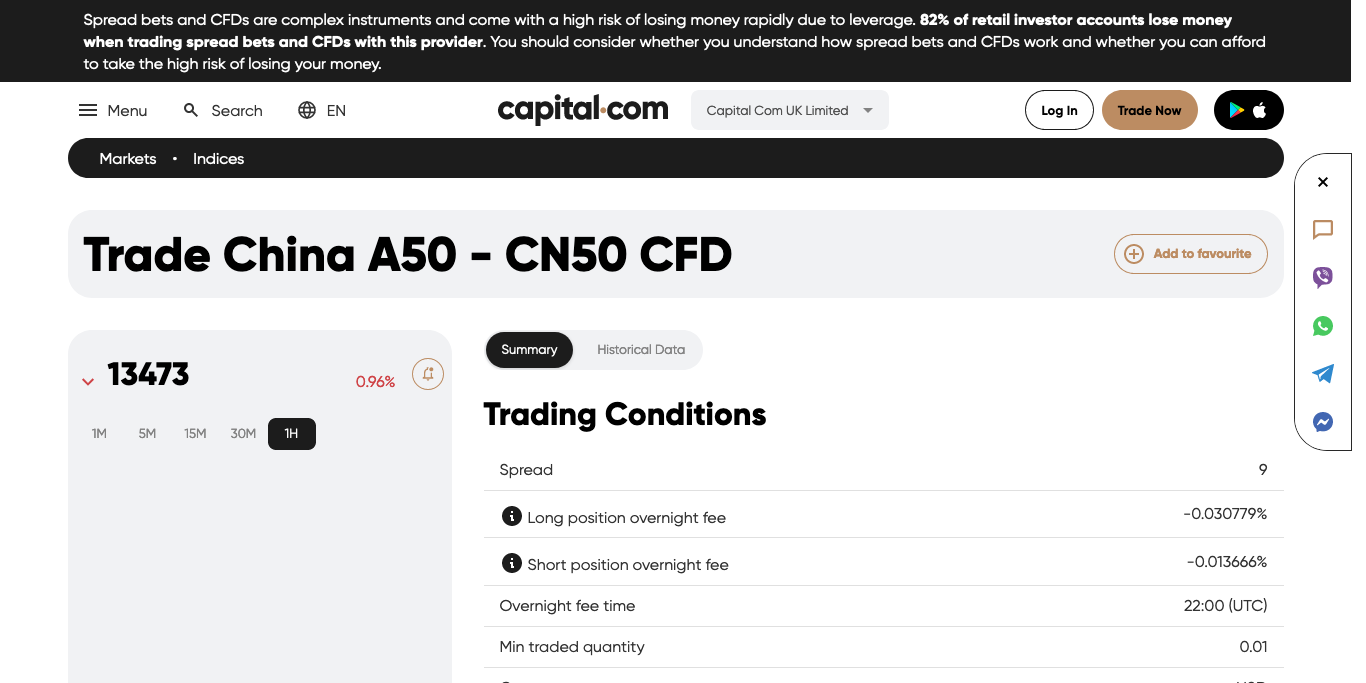 Spread bets and CFDs are complex instruments and come with a high risk of losing money rapidly due to leverage. 82% of retail investor accounts lose money
when trading spread bets and CFDs with this provider. You should consider whether you understand how spread bets and CFDs work and whether you can afford
to take the high risk of losing your money.
Menu Search EN capital.com Capital Com UK Limited Log In Trade Now
Markets • Indices
Trade China A50 - CN50 CFD Add to favourite
13473 0.96%
1M 5M 15M 30M 1H
Summary Historical Data
Trading Conditions
Spread 9
Long position overnight fee -0.030779%
Short position overnight fee -0.013666%
Overnight fee time 22:00 (UTC)
Min traded quantity 0.01